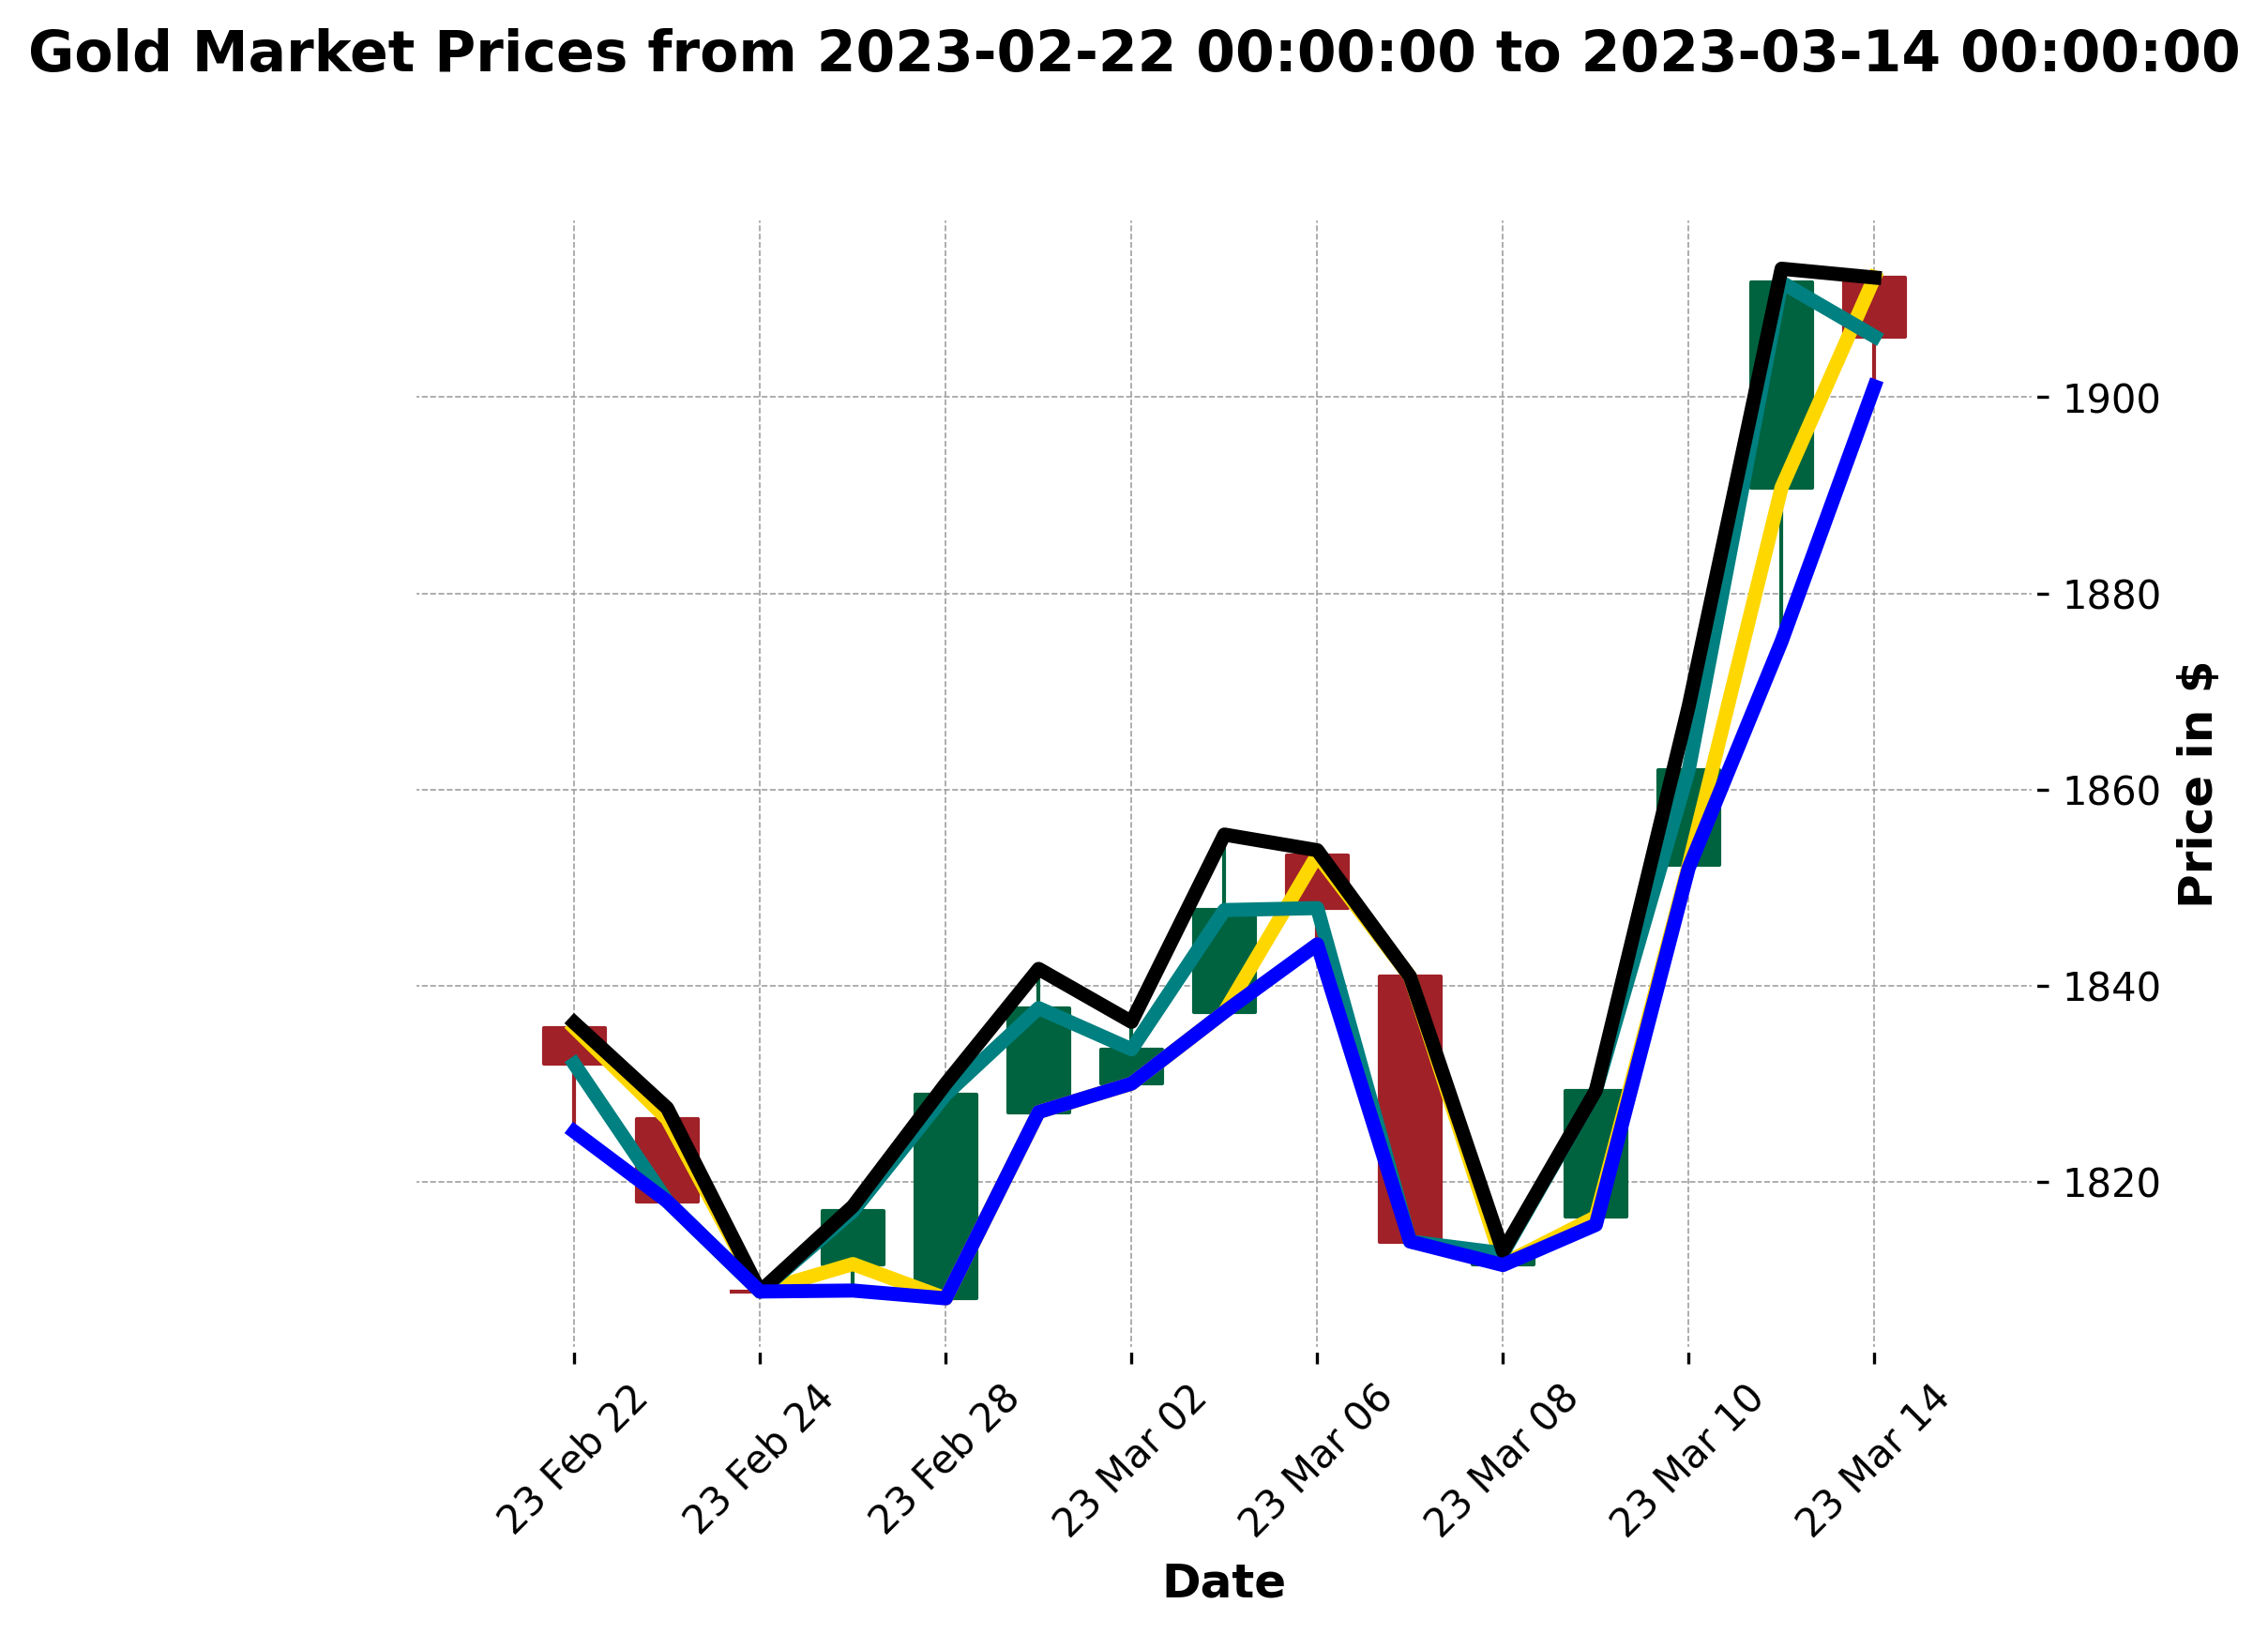 Gold Market Prices from 2023-02-22 00:00:00 to 2023-03-14 00:00:00
1900
1880
1860
1840
1820
Price in $
23 Feb 22
23 Feb 24
23 Feb 28
23 Mar 02
23 Mar 06
23 Mar 08
23 Mar 10
23 Mar 14
Date